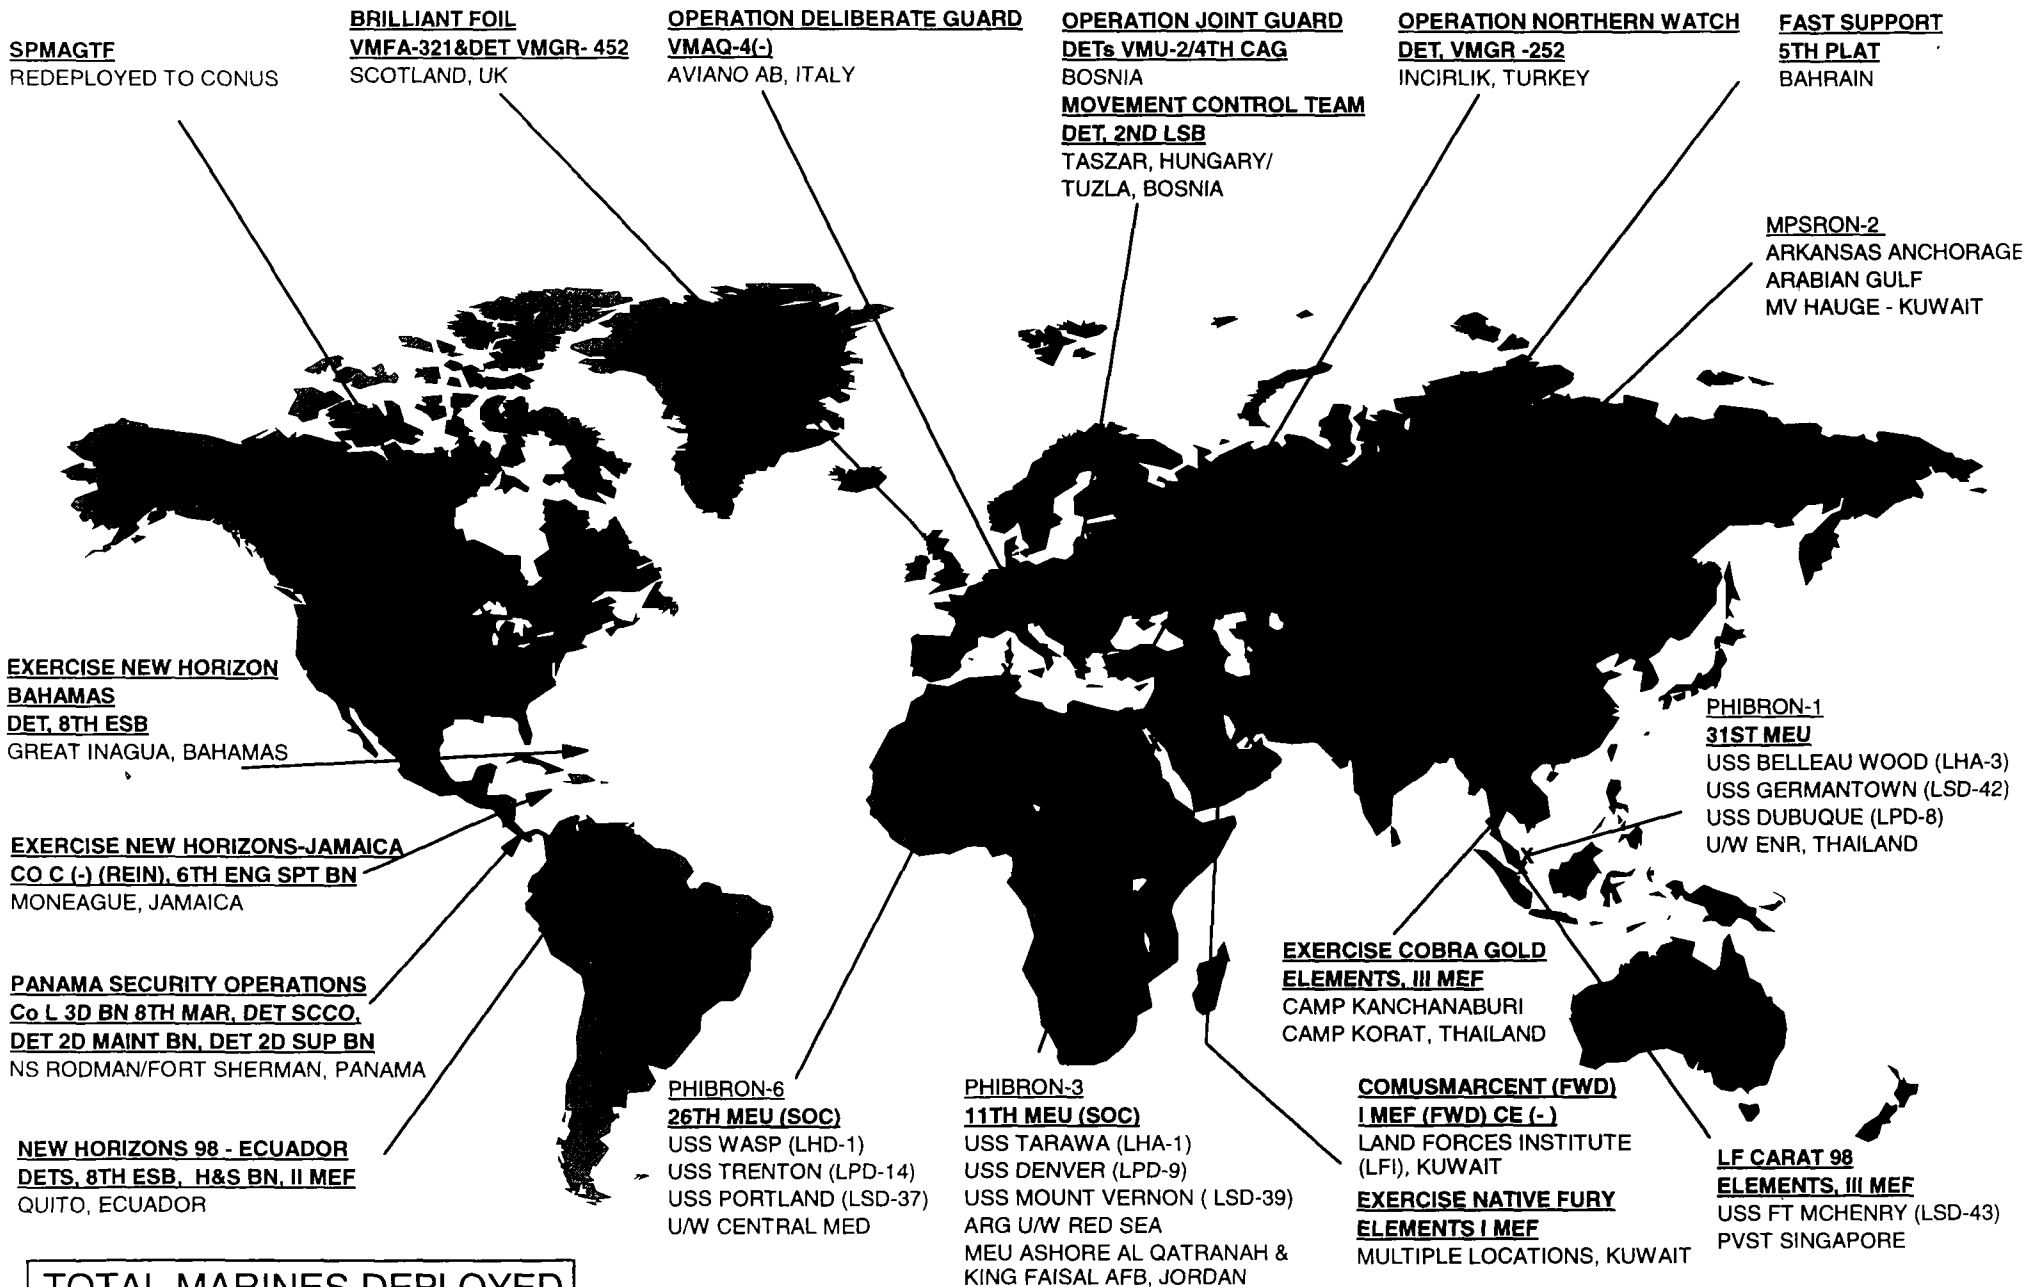 SPMAGTF
REDEPLOYED TO CONUS
BRILLIANT FOIL
VMFA-321&DET VMGR- 452
SCOTLAND, UK
OPERATION DELIBERATE GUARD
VMAQ-4(-)
AVIANO AB, ITALY
OPERATION JOINT GUARD
DETs VMU-2/4TH CAG
BOSNIA
MOVEMENT CONTROL TEAM
DET, 2ND LSB
TASZAR, HUNGARY/
TUZLA, BOSNIA
OPERATION NORTHERN WATCH
DET, VMGR -252
INCIRLIK, TURKEY
FAST SUPPORT
5TH PLAT
BAHRAIN
MPSRON-2
ARKANSAS ANCHORAGE
ARABIAN GULF
MV HAUGE - KUWAIT
EXERCISE NEW HORIZON
BAHAMAS
DET, 8TH ESB
GREAT INAGUA, BAHAMAS
PHIBRON-1
31ST MEU
USS BELLEAU WOOD (LHA-3)
USS GERMANTOWN (LSD-42)
USS DUBUQUE (LPD-8)
U/W ENR, THAILAND
EXERCISE NEW HORIZONS-JAMAICA
CO C (-) (REIN), 6TH ENG SPT BN
MONEAGUE, JAMAICA
PANAMA SECURITY OPERATIONS
Co L 3D BN 8TH MAR, DET SCCO,
DET 2D MAINT BN, DET 2D SUP BN
NS RODMAN/FORT SHERMAN, PANAMA
NEW HORIZONS 98 - ECUADOR
DETS, 8TH ESB, H&S BN, II MEF
QUITO, ECUADOR
PHIBRON-6
26TH MEU (SOC)
USS WASP (LHD-1)
USS TRENTON (LPD-14)
USS PORTLAND (LSD-37)
U/W CENTRAL MED
PHIBRON-3
11TH MEU (SOC)
USS TARAWA (LHA-1)
USS DENVER (LPD-9)
USS MOUNT VERNON ( LSD-39)
ARG U/W RED SEA
MEU ASHORE AL QATRANAH &
KING FAISAL AFB, JORDAN
EXERCISE COBRA GOLD
ELEMENTS, III MEF
CAMP KANCHANABURI
CAMP KORAT, THAILAND
COMUSMARCENT (FWD)
I MEF (FWD) CE (- )
LAND FORCES INSTITUTE
(LFI), KUWAIT
EXERCISE NATIVE FURY
ELEMENTS I MEF
MULTIPLE LOCATIONS, KUWAIT
LF CARAT 98
ELEMENTS, III MEF
USS FT MCHENRY (LSD-43)
PVST SINGAPORE
TOTAL MARINES DEPLOYED